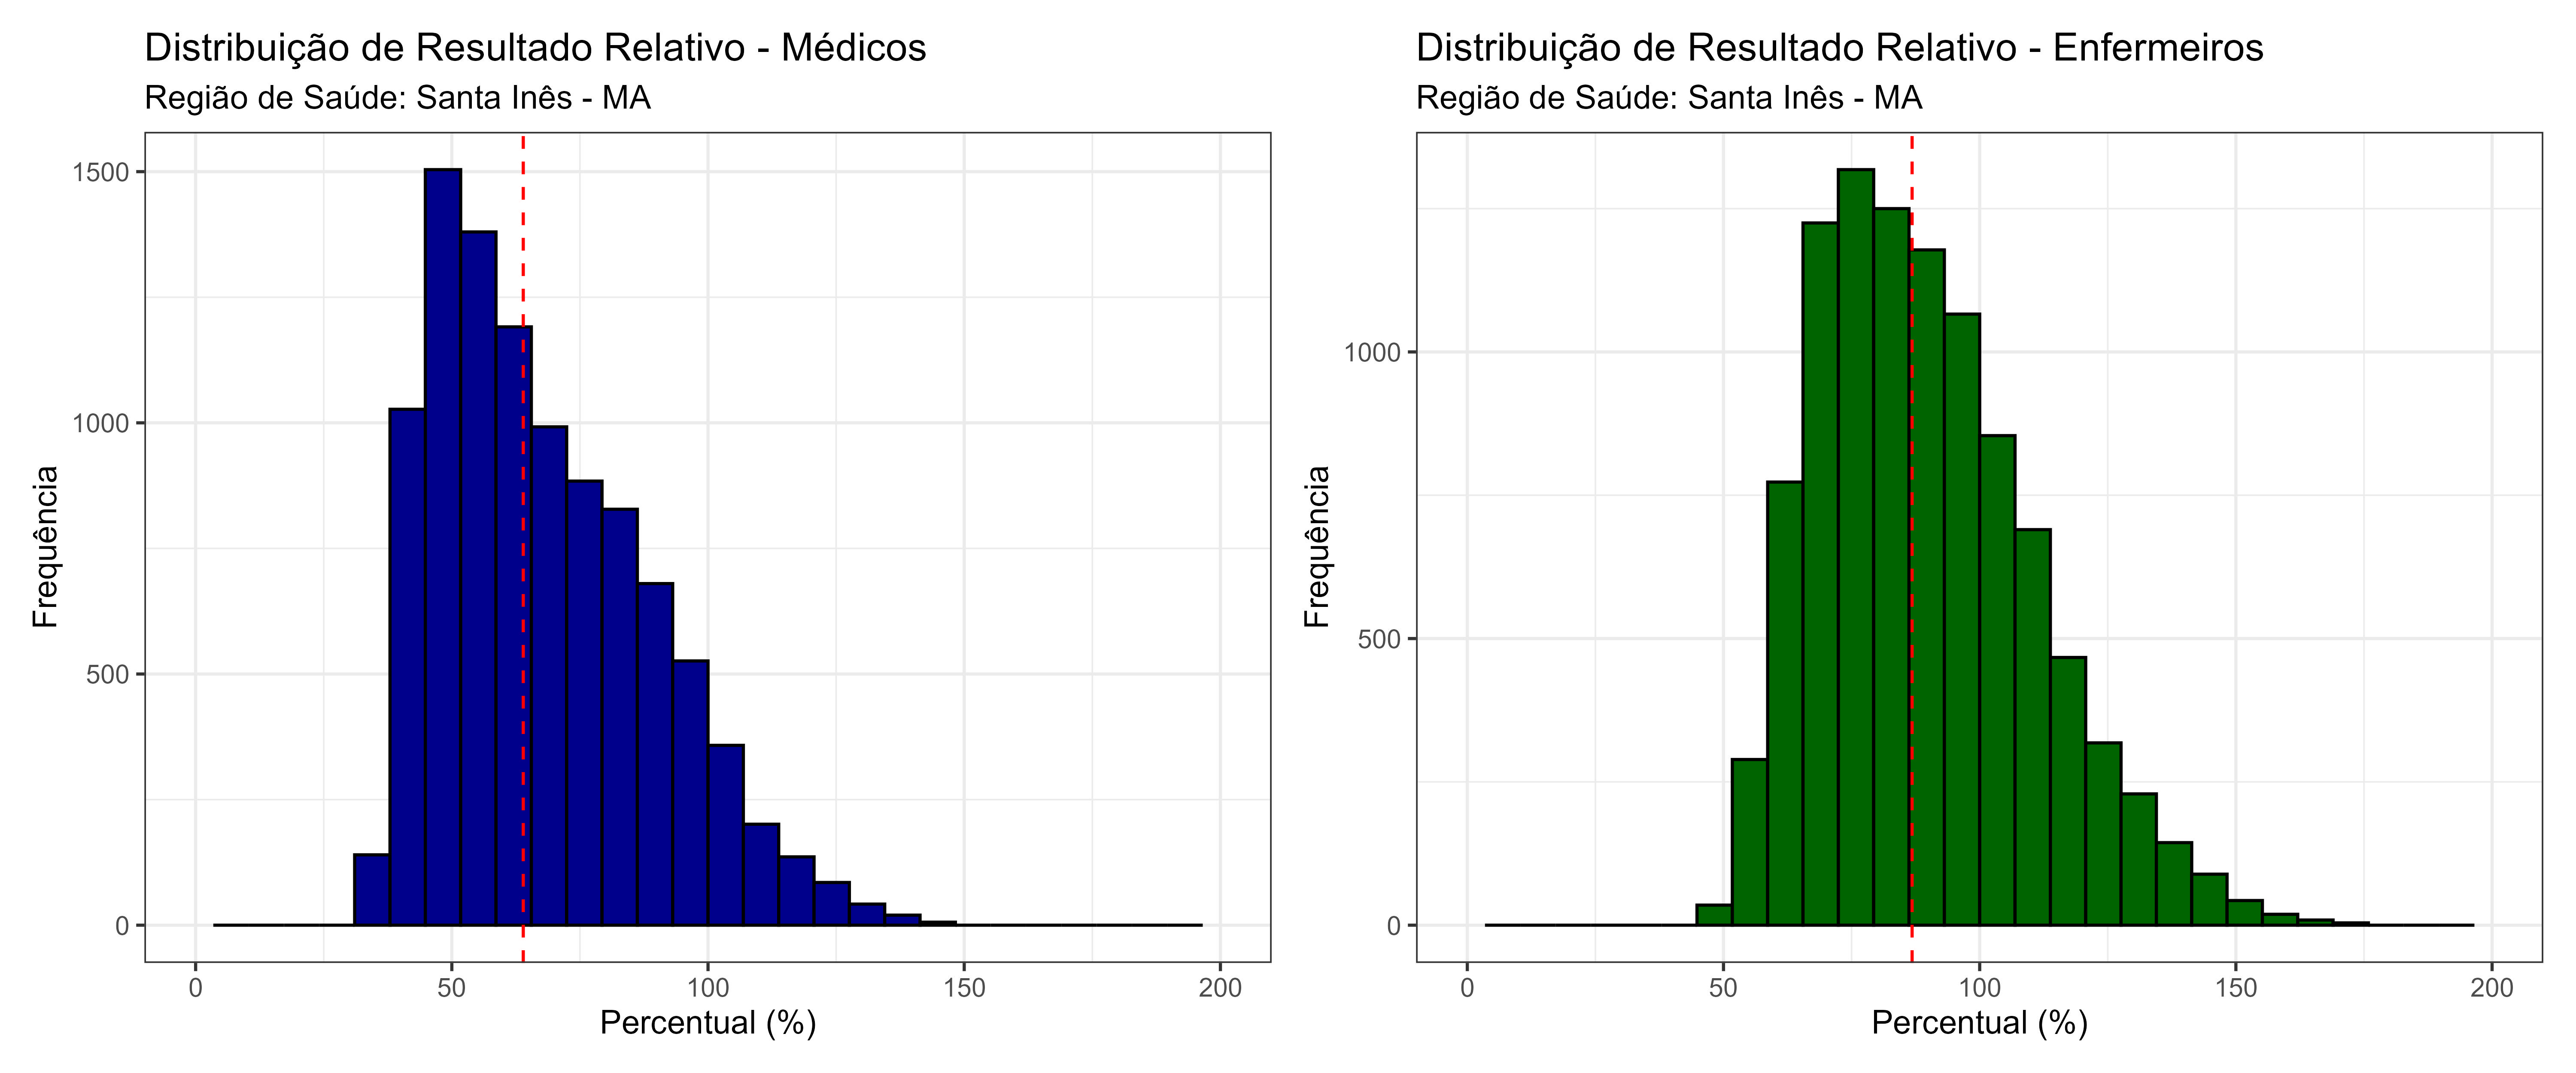 Distribuição de Resultado Relativo - Médicos
Região de Saúde: Santa Inês - MA
Frequência
1500
1000
500
0
0 50 100 150 200
Percentual (%)
Distribuição de Resultado Relativo - Enfermeiros
Região de Saúde: Santa Inês - MA
Frequência
1000
500
0
0 50 100 150 200
Percentual (%)